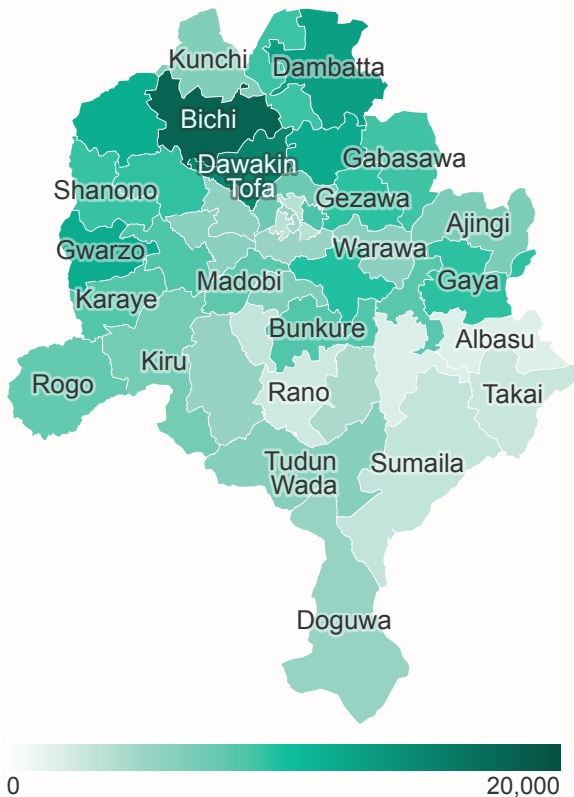 Kunchi
Dambatta
Bichi
Dawakin
Tofa
Gabasawa
Shanono
Gezawa
Ajingi
Gwarzo
Warawa
Madobi
Gaya
Karaye
Bunkure
Albasu
Kiru
Rogo
Rano
Takai
Tudun
Wada
Sumaila
Doguwa
0
20,000